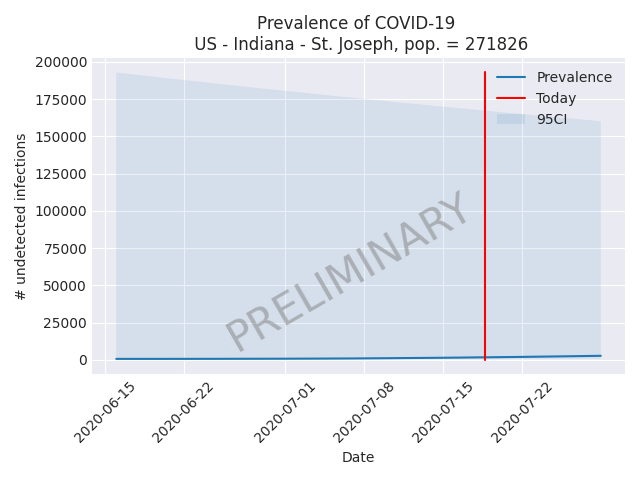 Prevalence of COVID-19
US - Indiana - St. Joseph, pop. = 271826
200000
175000
150000
125000
100000
75000
50000
25000
0
# undetected infections
Prevalence
Today
95CI
PRELIMINARY
2020-06-15
2020-06-22
2020-07-01
2020-07-08
2020-07-15
2020-07-22
Date